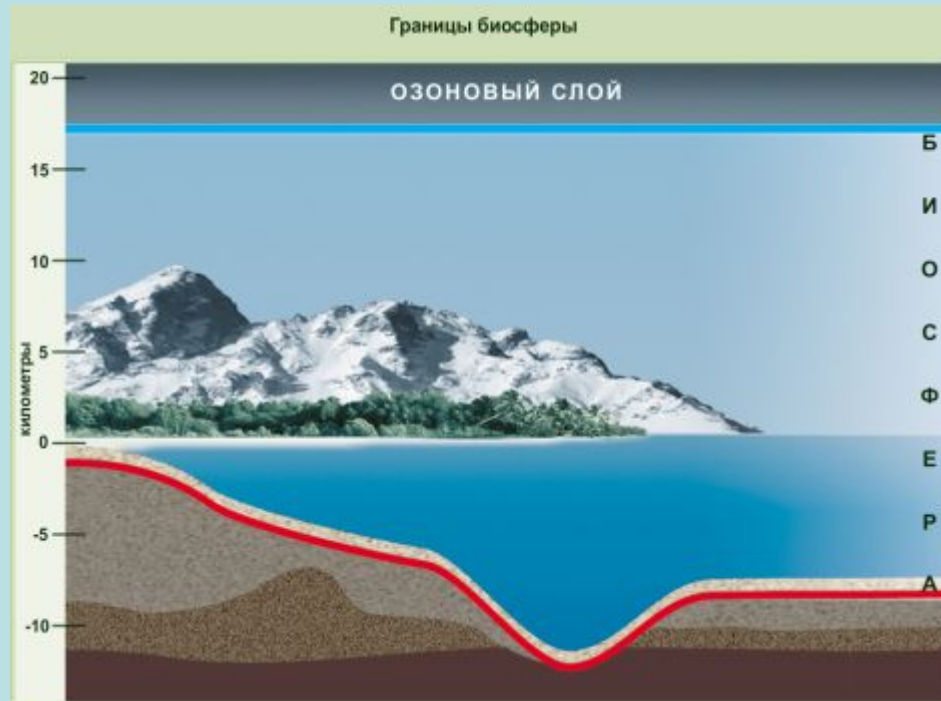 Границы биосферы
20
ОЗОНОВЫЙ СЛОЙ
15
10
5
0
-5
-10
километры
Б
И
О
С
Ф
Е
Р
А